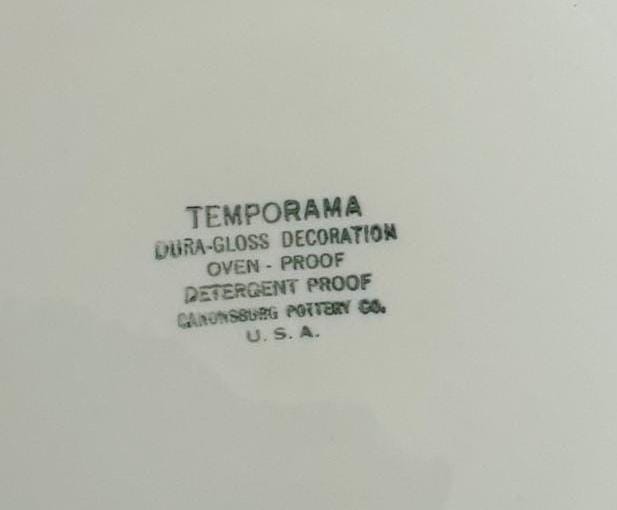 TEMPORAMA
DURA-GLOSS DECORATION
OVEN - PROOF
DETERGENT PROOF
CANONSBURG POTTERY CO.
U. S. A.